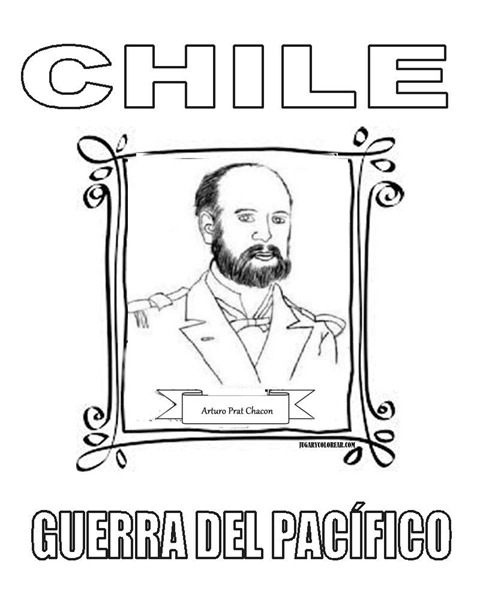 CHILE
Arturo Prat Chacon
JUGARYCOLOREAR.COM
GUERRA DEL PACÍFICO